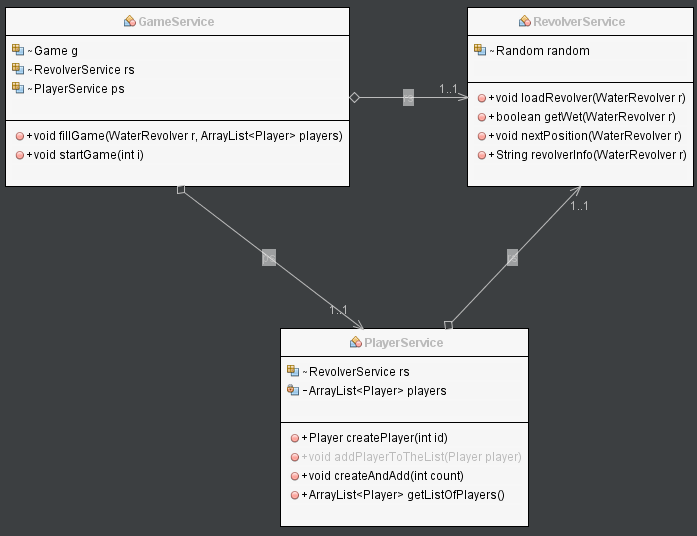 GameService
~Game g
~RevolverService rs
~PlayerService ps
+void fillGame(WaterRevolver r, ArrayList<Player> players)
+void startGame(int i)
RevolverService
~Random random
+void loadRevolver(WaterRevolver r)
+boolean getWet(WaterRevolver r)
+void nextPosition(WaterRevolver r)
+String revolverInfo(WaterRevolver r)
rs
1..1
ps
1..1
rs
1..1
PlayerService
~RevolverService rs
-ArrayList<Player> players
+Player createPlayer(int id)
+void addPlayerToTheList(Player player)
+void createAndAdd(int count)
+ArrayList<Player> getListOfPlayers()